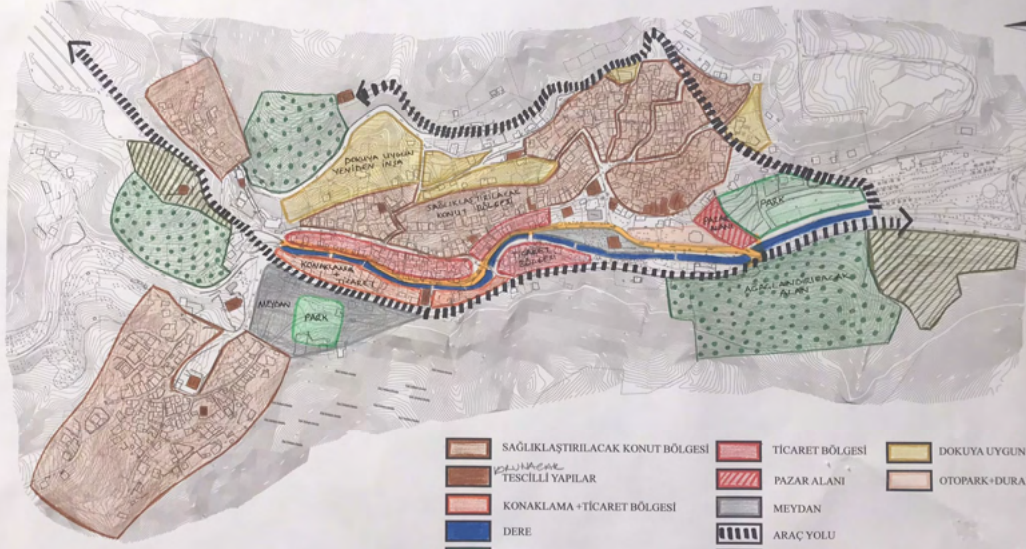 DOKUYA UYGUN
YENİDEN İNŞA
SAĞLIKLAŞTIRILACAK
KONUT BÖLGESİ
PARK
PAZAR
ALANI
KONAKLAMA
+
TİCARET
TİCARET
BÖLGESİ
MEYDAN
PARK
AĞAÇLANDIRILACAK
ALAN
SAĞLIKLAŞTIRILACAK KONUT BÖLGESİ
KORUNACAK
TESCİLLİ YAPILAR
KONAKLAMA +TİCARET BÖLGESİ
DERE
TİCARET BÖLGESİ
PAZAR ALANI
MEYDAN
ARAÇ YOLU
DOKUYA UYGUN
OTOPARK+DURA